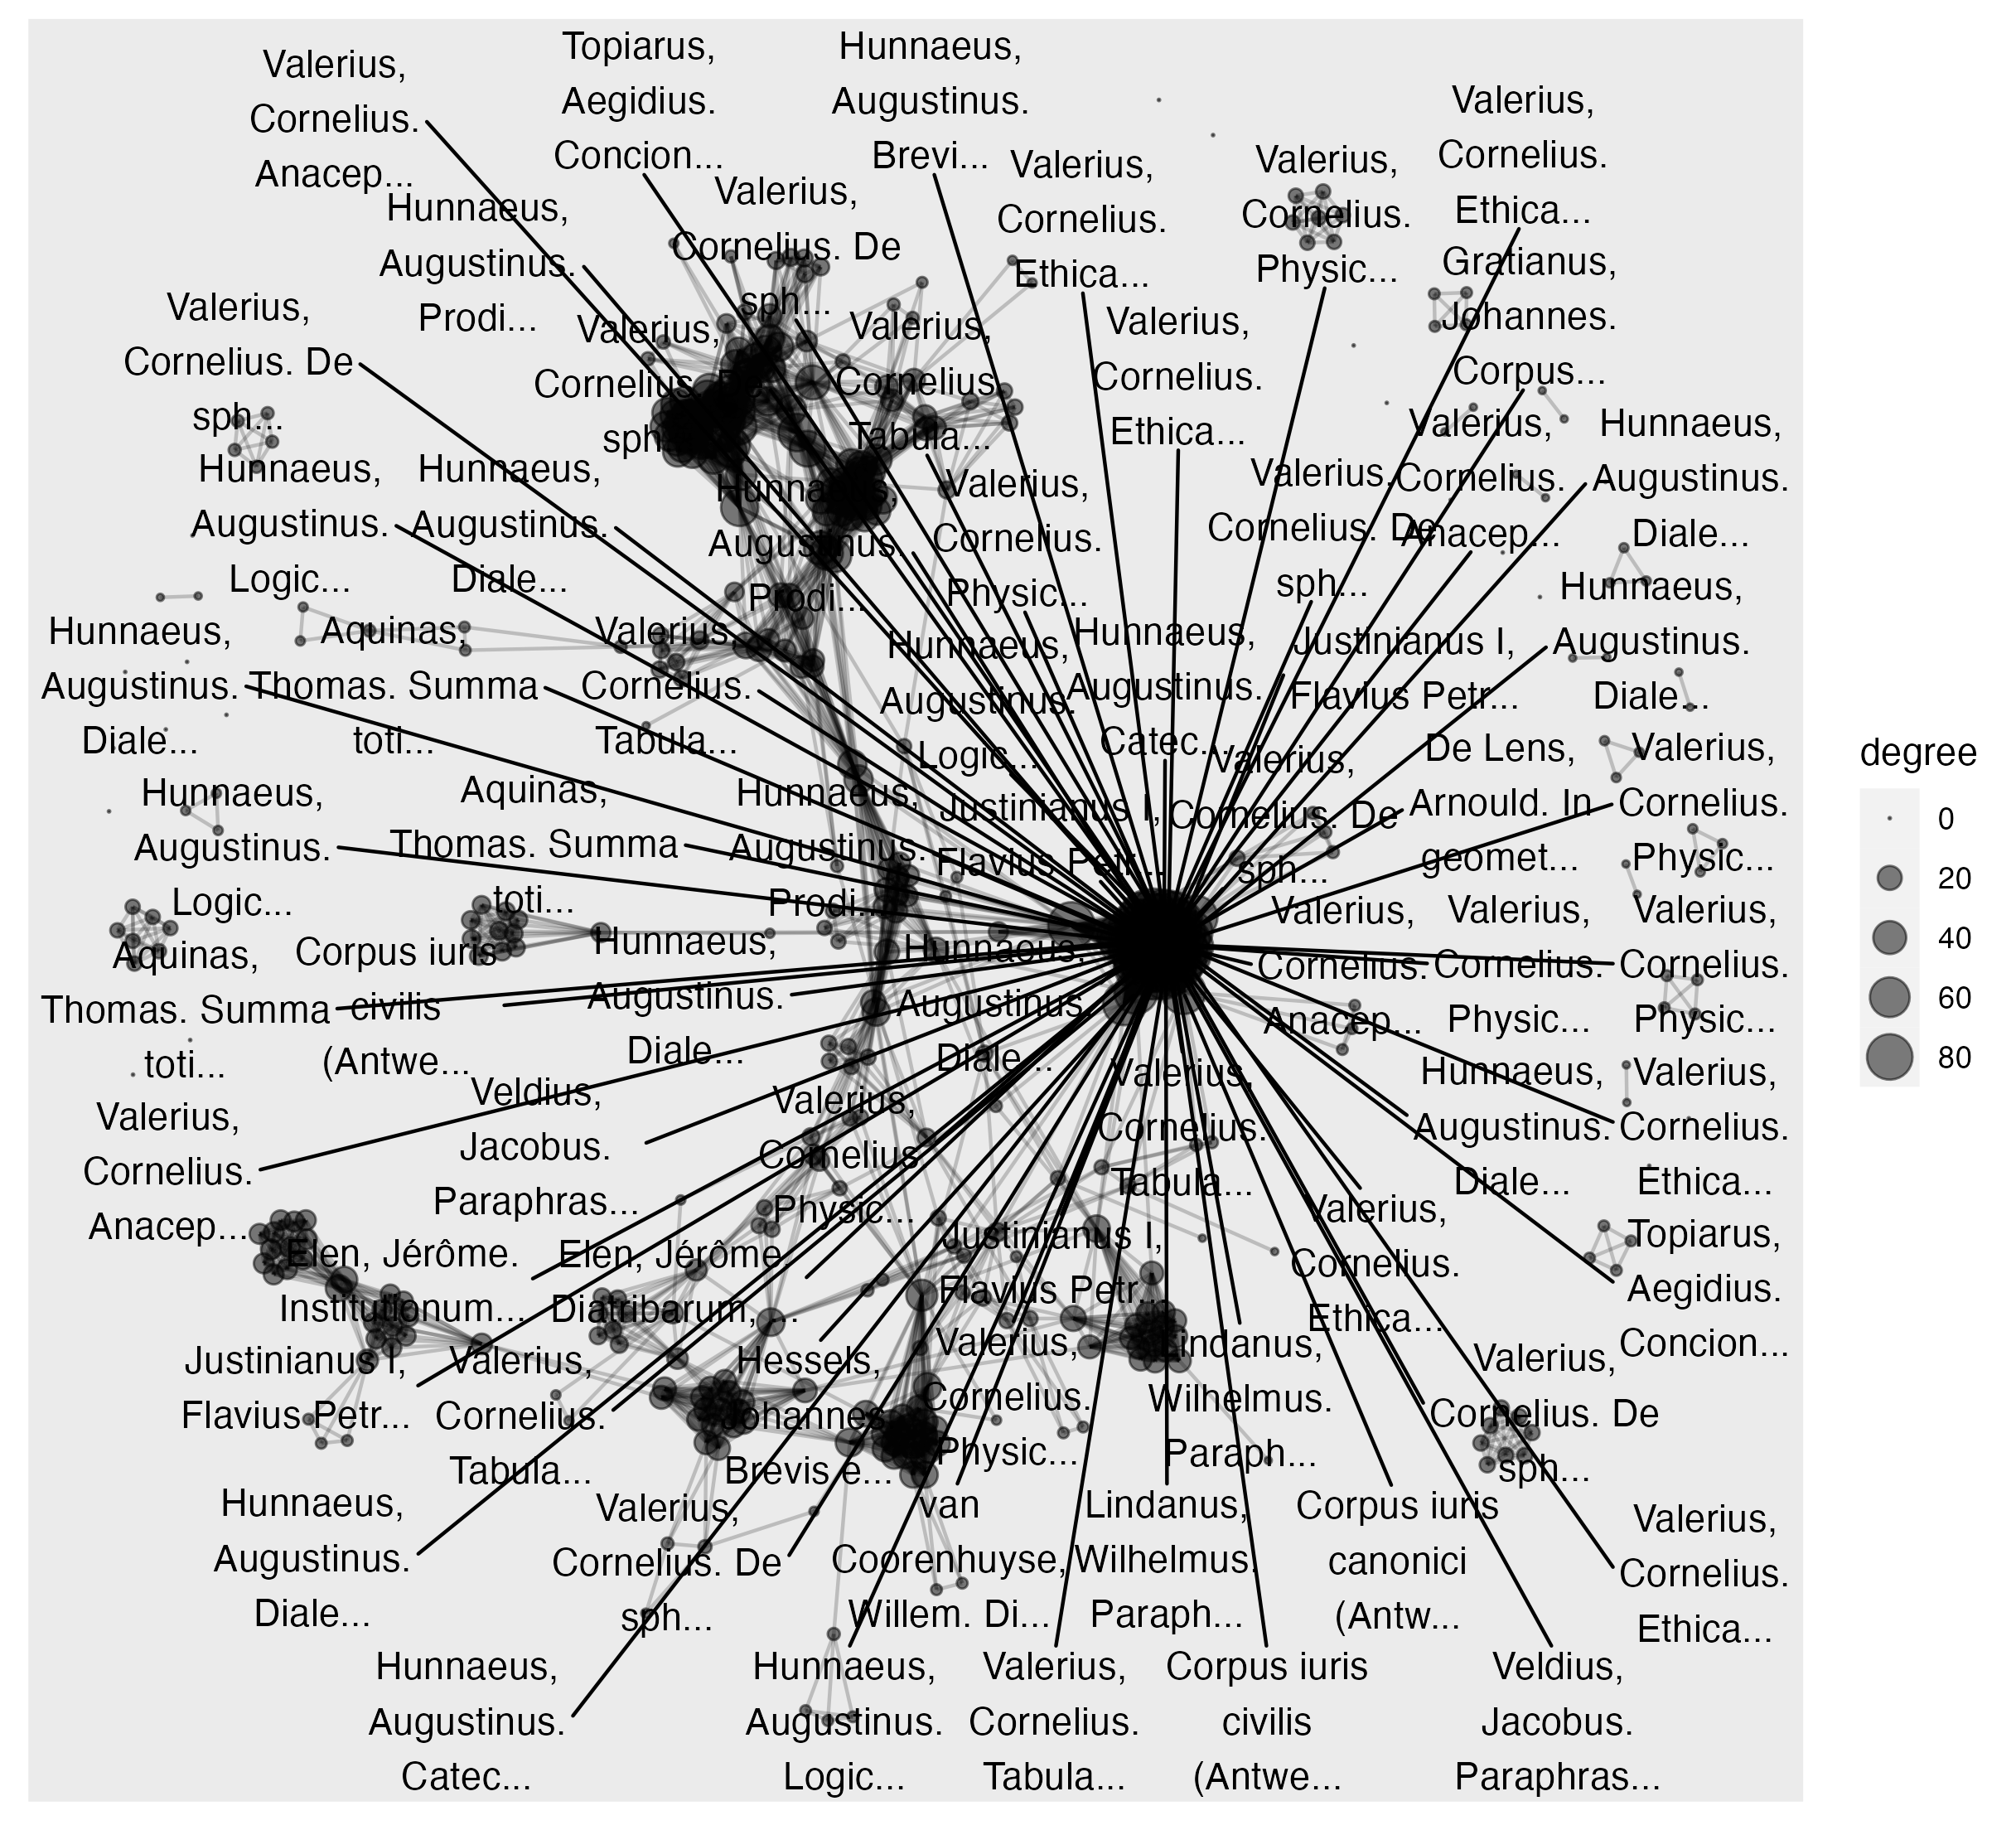 Valerius,
Cornelius.
Anacep...
Topiarus,
Aegidius.
Concion...
Hunnaeus,
Augustinus.
Brevi...
Valerius,
Cornelius.
Ethica...
Valerius,
Cornelius.
Physic...
Valerius,
Cornelius.
Ethica...
Hunnaeus,
Augustinus.
Prodi...
Valerius,
Cornelius. De
sph...
Gratianus,
Johannes.
Corpus...
Valerius,
Cornelius. De
sph...
Valerius,
Cornelius. De
sph...
Valerius,
Cornelius.
Tabula...
Valerius,
Cornelius.
Ethica...
Valerius,
Cornelius.
Anacep...
Hunnaeus,
Augustinus.
Diale...
Hunnaeus,
Augustinus.
Logic...
Hunnaeus,
Augustinus.
Diale...
Hunnaeus,
Augustinus.
Prodi...
Valerius,
Cornelius.
Physic...
Valerius,
Cornelius. De
sph...
Hunnaeus,
Augustinus.
Diale...
Hunnaeus,
Augustinus.
Diale...
Aquinas,
Thomas. Summa
toti...
Valerius,
Cornelius.
Tabula...
Hunnaeus,
Augustinus.
Logic...
Hunnaeus,
Augustinus.
Catec...
Justinianus I,
Flavius Petr...
Hunnaeus,
Augustinus.
Logic...
Aquinas,
Thomas. Summa
toti...
Hunnaeus,
Augustinus.
Prodi...
Justinianus I,
Flavius Petr...
Valerius,
Cornelius. De
sph...
De Lens,
Arnould. In
geomet...
Valerius,
Cornelius.
Physic...
Aquinas,
Thomas. Summa
toti...
Corpus iuris
civilis
(Antwe...
Hunnaeus,
Augustinus.
Diale...
Hunnaeus,
Augustinus.
Diale...
Valerius,
Cornelius.
Anacep...
Valerius,
Cornelius.
Physic...
Valerius,
Cornelius.
Physic...
Valerius,
Cornelius.
Anacep...
Veldius,
Jacobus.
Paraphras...
Valerius,
Cornelius.
Physic...
Valerius,
Cornelius.
Tabula...
Hunnaeus,
Augustinus.
Diale...
Valerius,
Cornelius.
Ethica...
Elen, Jérôme.
Institutionum...
Elen, Jérôme.
Diatribarum, ...
Justinianus I,
Flavius Petr...
Valerius,
Cornelius.
Ethica...
Topiarus,
Aegidius.
Concion...
Justinianus I,
Flavius Petr...
Valerius,
Cornelius.
Tabula...
Hessels,
Johannes.
Brevis e...
Valerius,
Cornelius.
Physic...
Lindanus,
Wilhelmus.
Paraph...
Valerius,
Cornelius. De
sph...
Hunnaeus,
Augustinus.
Diale...
Valerius,
Cornelius. De
sph...
van
Coorenhuyse,
Willem. Di...
Lindanus,
Wilhelmus.
Paraph...
Corpus iuris
canonici
(Antw...
Valerius,
Cornelius.
Ethica...
Hunnaeus,
Augustinus.
Catec...
Hunnaeus,
Augustinus.
Logic...
Valerius,
Cornelius.
Tabula...
Corpus iuris
civilis
(Antwe...
Veldius,
Jacobus.
Paraphras...
degree
0
20
40
60
80